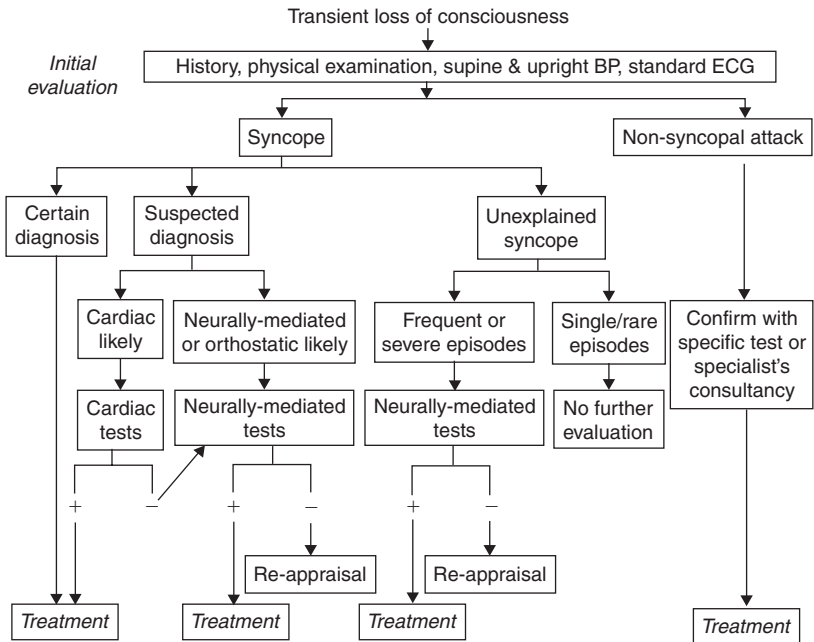 Transient loss of consciousness
Initial
evaluation
History, physical examination, supine & upright BP, standard ECG
Syncope
Non-syncopal attack
Certain
diagnosis
Suspected
diagnosis
Unexplained
syncope
Cardiac
likely
Neurally-mediated
or orthostatic likely
Frequent or
severe episodes
Single/rare
episodes
Confirm with
specific test or
specialist's
consultancy
Cardiac
tests
Neurally-mediated
tests
Neurally-mediated
tests
No further
evaluation
+
−
+
−
+
−
Re-appraisal
Re-appraisal
Treatment
Treatment
Treatment
Treatment